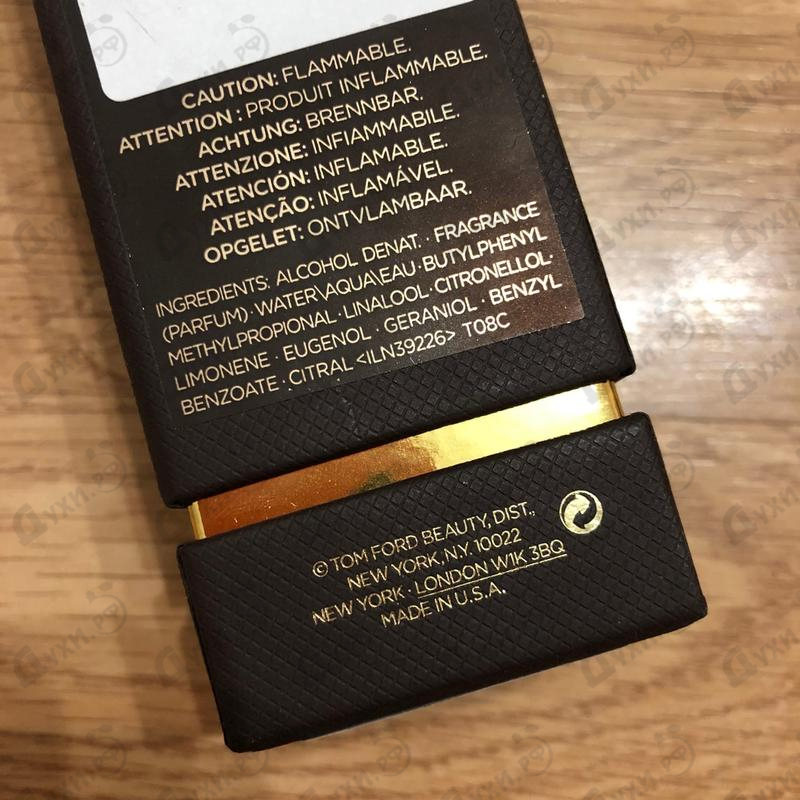 CAUTION: FLAMMABLE.
ATTENTION : PRODUIT INFLAMMABLE.
ACHTUNG: BRENNBAR.
ATTENZIONE: INFIAMMABILE.
ATENCIÓN: INFLAMABLE.
ATENÇÃO: INFLAMÁVEL.
OPGELET: ONTVLAMBAAR.
INGREDIENTS: ALCOHOL DENAT. · FRAGRANCE
(PARFUM) · WATER\AQUA\EAU · BUTYLPHENYL
METHYLPROPIONAL · LINALOOL · CITRONELLOL ·
LIMONENE · EUGENOL · GERANIOL · BENZYL
BENZOATE · CITRAL <ILN39226> T08C
© TOM FORD BEAUTY, DIST.,
NEW YORK, N.Y. 10022
NEW YORK · LONDON W1K 3BQ
MADE IN U.S.A.
Духи.РФ